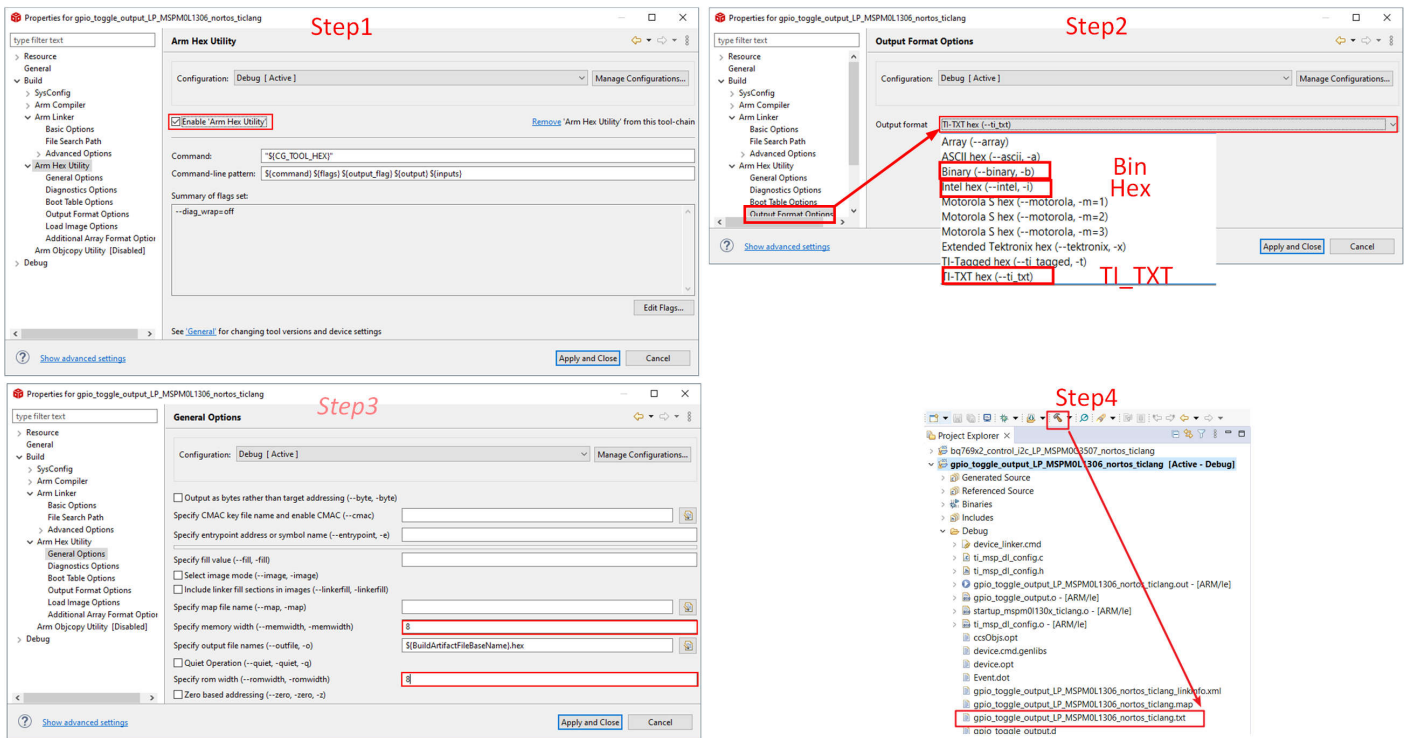 Properties for gpio_toggle_output_LP_MSPM0L1306_nortos_ticlang
Step1
type filter text
Arm Hex Utility
Resource
General
Build
SysConfig
Arm Compiler
Arm Linker
Basic Options
File Search Path
Advanced Options
Arm Hex Utility
General Options
Diagnostics Options
Boot Table Options
Output Format Options
Load Image Options
Additional Array Format Option
Arm Objcopy Utility [Disabled]
Debug
Configuration: Debug [ Active ]
Manage Configurations...
Enable 'Arm Hex Utility'
Remove 'Arm Hex Utility' from this tool-chain
Command: "${CG_TOOL_HEX}"
Command-line pattern: ${command} ${flags} ${output_flag} ${output} ${inputs}
Summary of flags set:
--diag_wrap=off
Edit Flags...
See 'General' for changing tool versions and device settings
Show advanced settings
Apply and Close
Cancel
Properties for gpio_toggle_output_LP_MSPM0L1306_nortos_ticlang
Step2
type filter text
Output Format Options
Resource
General
Build
SysConfig
Arm Compiler
Arm Linker
Basic Options
File Search Path
Advanced Options
Arm Hex Utility
General Options
Diagnostics Options
Boot Table Options
Output Format Options
Configuration: Debug [ Active ]
Manage Configurations...
Output format TI-TXT hex (--ti_txt)
Array (--array)
ASCII hex (--ascii, -a)
Binary (--binary, -b)
Bin
Intel hex (--intel, -i)
Hex
Motorola S hex (--motorola, -m=1)
Motorola S hex (--motorola, -m=2)
Motorola S hex (--motorola, -m=3)
Extended Tektronix hex (--tektronix, -x)
TI-Tagged hex (--ti_tagged, -t)
TI-TXT hex (--ti_txt)
TI_TXT
Show advanced settings
Apply and Close
Cancel
Properties for gpio_toggle_output_LP_MSPM0L1306_nortos_ticlang
Step3
type filter text
General Options
Resource
General
Build
SysConfig
Arm Compiler
Arm Linker
Basic Options
File Search Path
Advanced Options
Arm Hex Utility
General Options
Diagnostics Options
Boot Table Options
Output Format Options
Load Image Options
Additional Array Format Option
Arm Objcopy Utility [Disabled]
Debug
Configuration: Debug [ Active ]
Manage Configurations...
Output as bytes rather than target addressing (--byte, -byte)
Specify CMAC key file name and enable CMAC (--cmac)
Specify entrypoint address or symbol name (--entrypoint, -e)
Specify fill value (--fill, -fill)
Select image mode (--image, -image)
Include linker fill sections in images (--linkerfill, -linkerfill)
Specify map file name (--map, -map)
Specify memory width (--memwidth, -memwidth) 8
Specify output file names (--outfile, -o) ${BuildArtifactFileBaseName}.hex
Quiet Operation (--quiet, -quiet, -q)
Specify rom width (--romwidth, -romwidth) 8
Zero based addressing (--zero, -zero, -z)
Show advanced settings
Apply and Close
Cancel
Step4
Project Explorer
bq769x2_control_i2c_LP_MSPM0G3507_nortos_ticlang
gpio_toggle_output_LP_MSPM0L1306_nortos_ticlang [Active - Debug]
Generated Source
Referenced Source
Binaries
Includes
Debug
device_linker.cmd
ti_msp_dl_config.c
ti_msp_dl_config.h
gpio_toggle_output_LP_MSPM0L1306_nortos_ticlang.out - [ARM/le]
gpio_toggle_output.o - [ARM/le]
startup_mspm0l130x_ticlang.o - [ARM/le]
ti_msp_dl_config.o - [ARM/le]
ccsObjs.opt
device.cmd.genlibs
device.opt
Event.dot
gpio_toggle_output_LP_MSPM0L1306_nortos_ticlang_linkInfo.xml
gpio_toggle_output_LP_MSPM0L1306_nortos_ticlang.map
gpio_toggle_output_LP_MSPM0L1306_nortos_ticlang.txt
gpio_toggle_output.d